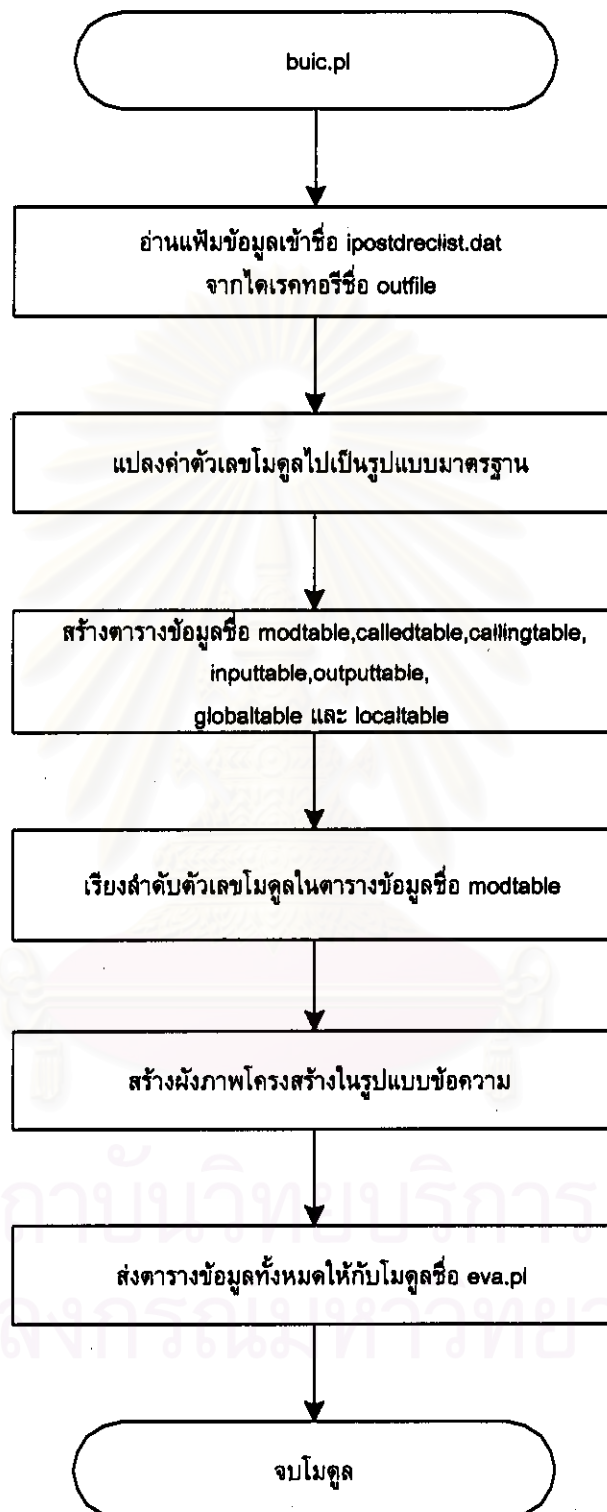 buic.pl
อ่านแฟ้มข้อมูลเข้าชื่อ ipostdreclist.dat
จากไดเรคทอรีชื่อ outfile
แปลงค่าตัวเลขโมดูลไปเป็นรูปแบบมาตรฐาน
สร้างตารางข้อมูลชื่อ modtable,calledtable,callingtable,
inputtable,outputtable,
globaltable และ localtable
เรียงลำดับตัวเลขโมดูลในตารางข้อมูลชื่อ modtable
สร้างผังภาพโครงสร้างในรูปแบบข้อความ
ส่งตารางข้อมูลทั้งหมดให้กับโมดูลชื่อ eva.pl
จบโมดูล